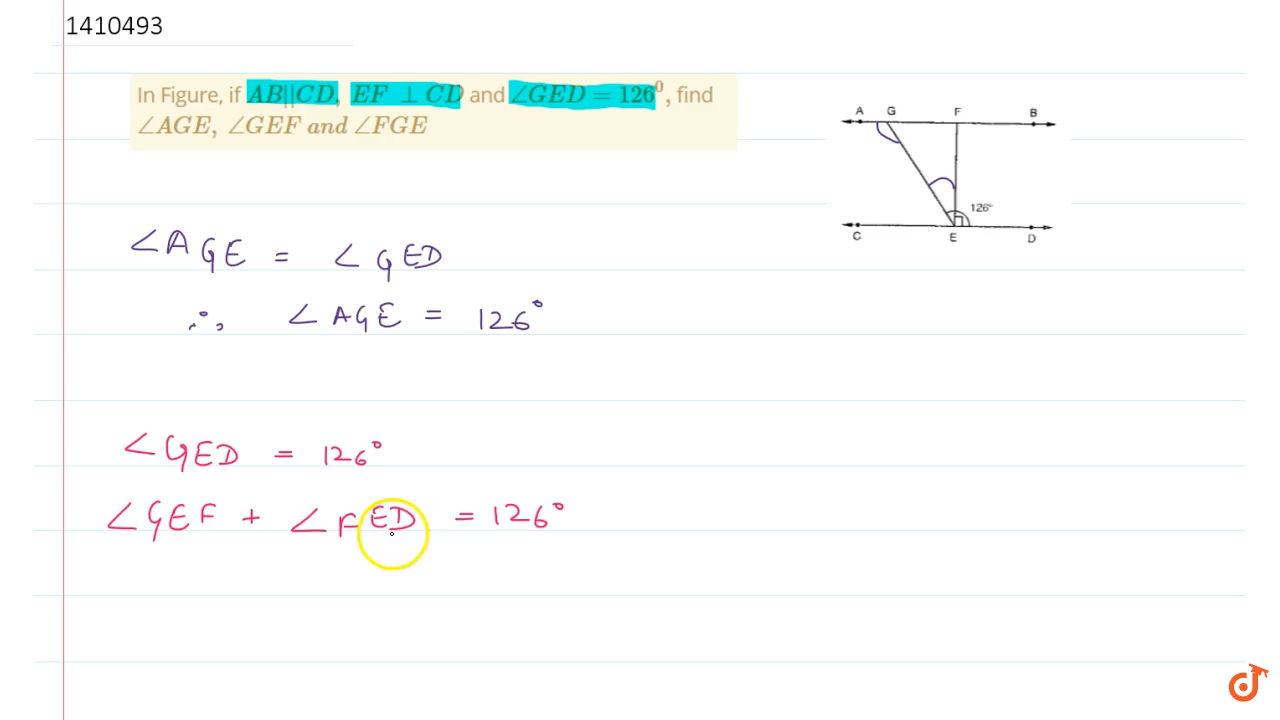 1410493
In Figure, if AB||CD, EF ⊥ CD and ∠GED = 126⁰, find
∠AGE, ∠GEF and ∠FGE
A G F B
126°
C E D
∠AGE = ∠GED
∴ ∠AGE = 126°
∠GED = 126°
∠GEF + ∠FED = 126°